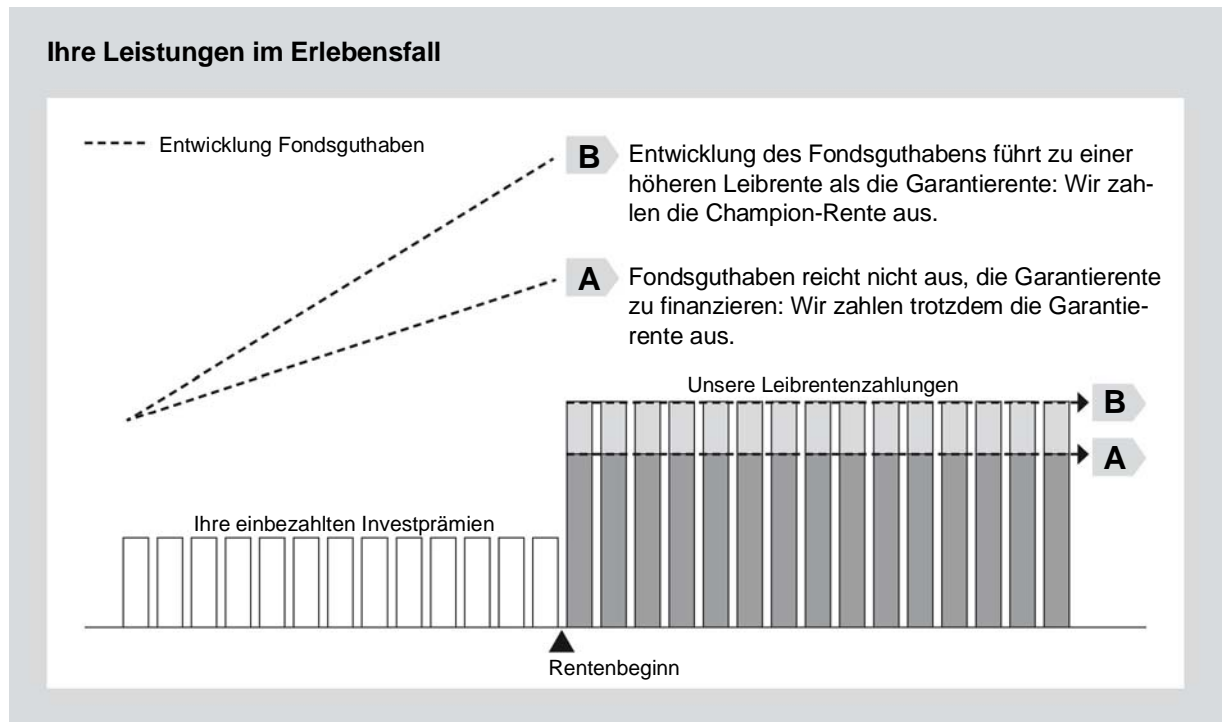 Ihre Leistungen im Erlebensfall
Entwicklung Fondsguthaben
B
Entwicklung des Fondsguthabens führt zu einer
höheren Leibrente als die Garantierente: Wir zah-
len die Champion-Rente aus.
A
Fondsguthaben reicht nicht aus, die Garantierente
zu finanzieren: Wir zahlen trotzdem die Garantie-
rente aus.
Unsere Leibrentenzahlungen
B
A
Ihre einbezahlten Investprämien
Rentenbeginn